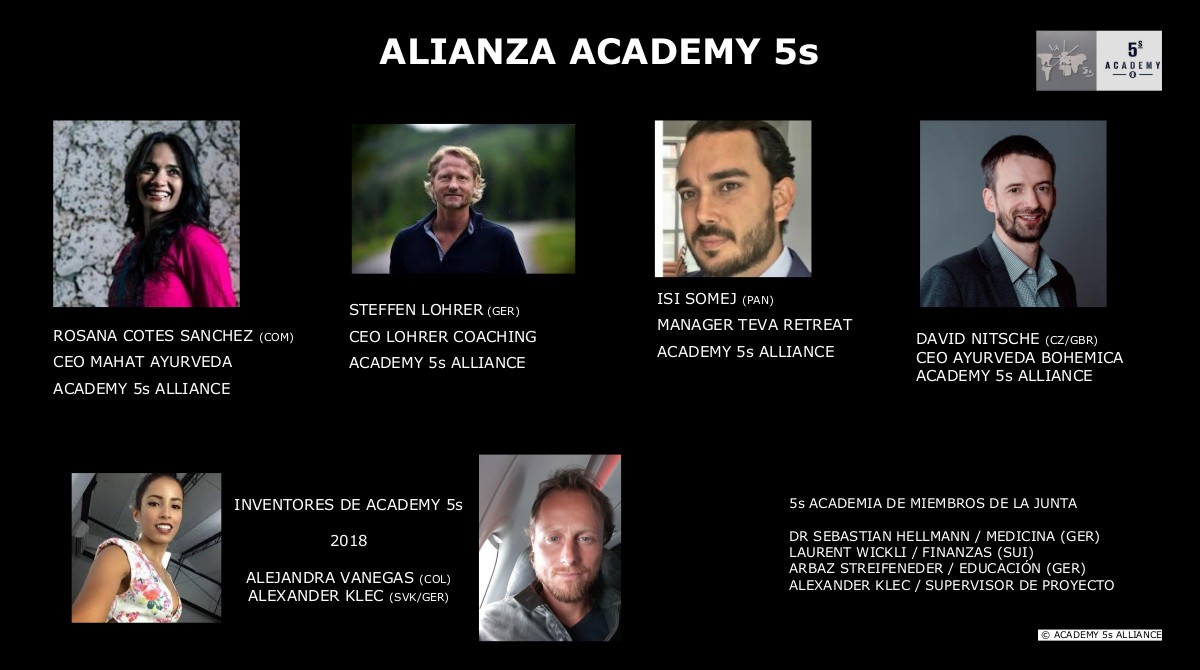 ALIANZA ACADEMY 5s
5s
ACADEMY
ROSANA COTES SANCHEZ (COM)
CEO MAHAT AYURVEDA
ACADEMY 5s ALLIANCE
STEFFEN LOHRER (GER)
CEO LOHRER COACHING
ACADEMY 5s ALLIANCE
ISI SOMEJ (PAN)
MANAGER TEVA RETREAT
ACADEMY 5s ALLIANCE
DAVID NITSCHE (CZ/GBR)
CEO AYURVEDA BOHEMICA
ACADEMY 5s ALLIANCE
INVENTORES DE ACADEMY 5s
2018
ALEJANDRA VANEGAS (COL)
ALEXANDER KLEC (SVK/GER)
5s ACADEMIA DE MIEMBROS DE LA JUNTA
DR SEBASTIAN HELLMANN / MEDICINA (GER)
LAURENT WICKLI / FINANZAS (SUI)
ARBAZ STREIFENEDER / EDUCACIÓN (GER)
ALEXANDER KLEC / SUPERVISOR DE PROYECTO
© ACADEMY 5s ALLIANCE